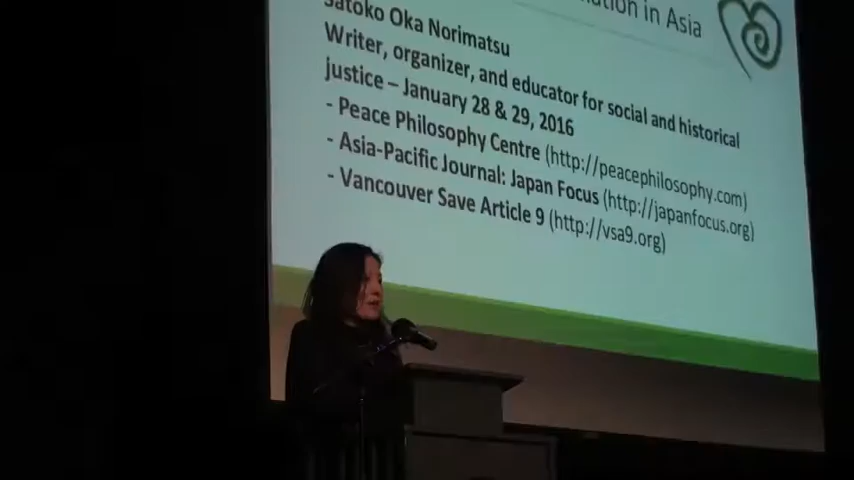 in Asia
Satoko Oka Norimatsu
Writer, organizer, and educator for social and historical
justice – January 28 & 29, 2016
- Peace Philosophy Centre (http://peacephilosophy.com)
- Asia-Pacific Journal: Japan Focus (http://japanfocus.org)
- Vancouver Save Article 9 (http://vsa9.org)